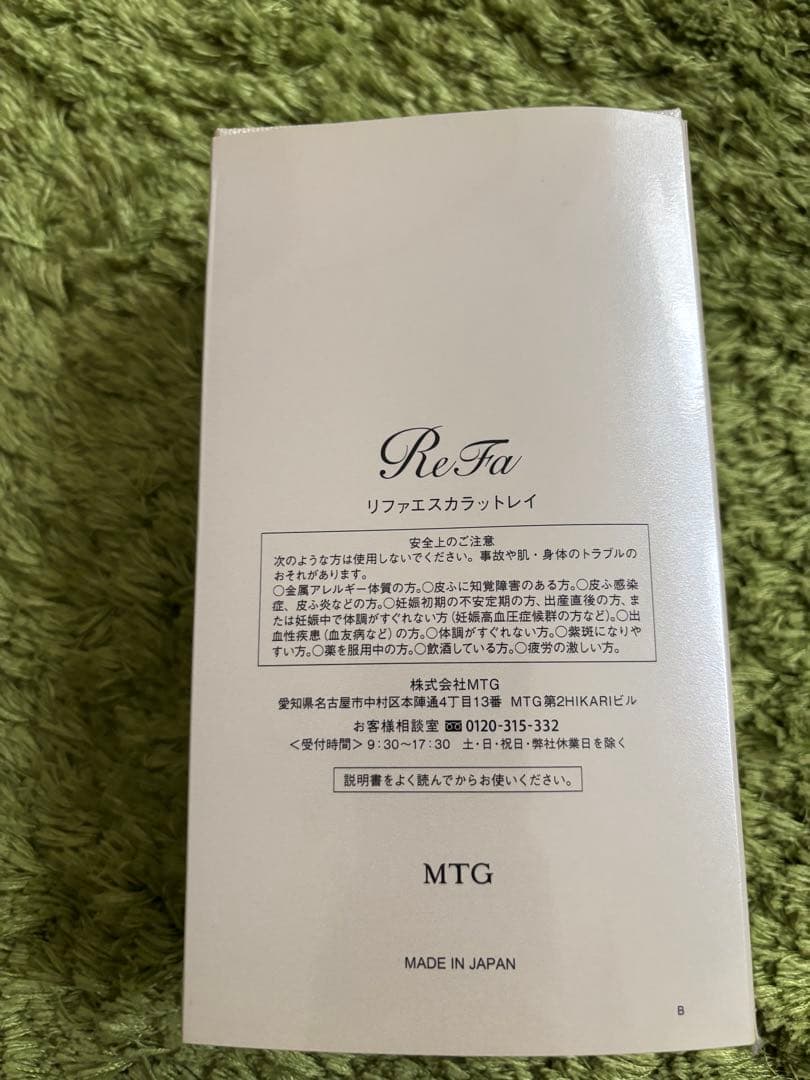 ReFa
リファエスカラットレイ
安全上のご注意
次のような方は使用しないでください。事故や肌・身体のトラブルの
おそれがあります。
○金属アレルギー体質の方。○皮ふに知覚障害のある方。○皮ふ感染
症、皮ふ炎などの方。○妊娠初期の不安定期の方、出産直後の方、ま
たは妊娠中で体調がすぐれない方(妊娠高血圧症候群の方など)。○出
血性疾患(血友病など)の方。○体調がすぐれない方。○紫斑になりや
すい方。○薬を服用中の方。○飲酒している方。○疲労の激しい方。
株式会社MTG
愛知県名古屋市中村区本陣通4丁目13番 MTG第2HIKARIビル
お客様相談室 0120-315-332
<受付時間> 9:30~17:30 土・日・祝日・弊社休業日を除く
説明書をよく読んでからお使いください。
MTG
MADE IN JAPAN
B